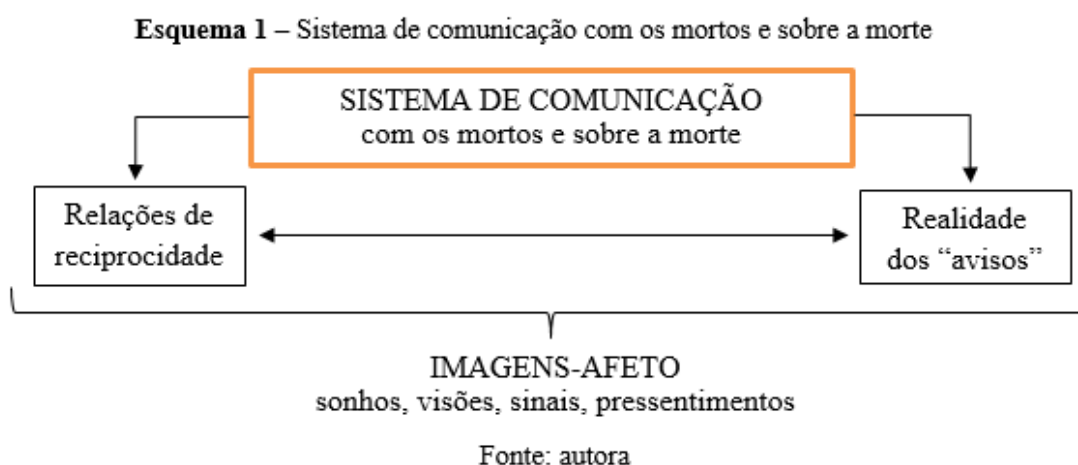 Esquema 1 – Sistema de comunicação com os mortos e sobre a morte
SISTEMA DE COMUNICAÇÃO
com os mortos e sobre a morte
Relações de
reciprocidade
Realidade
dos “avisos”
IMAGENS-AFETO
sonhos, visões, sinais, pressentimentos
Fonte: autora